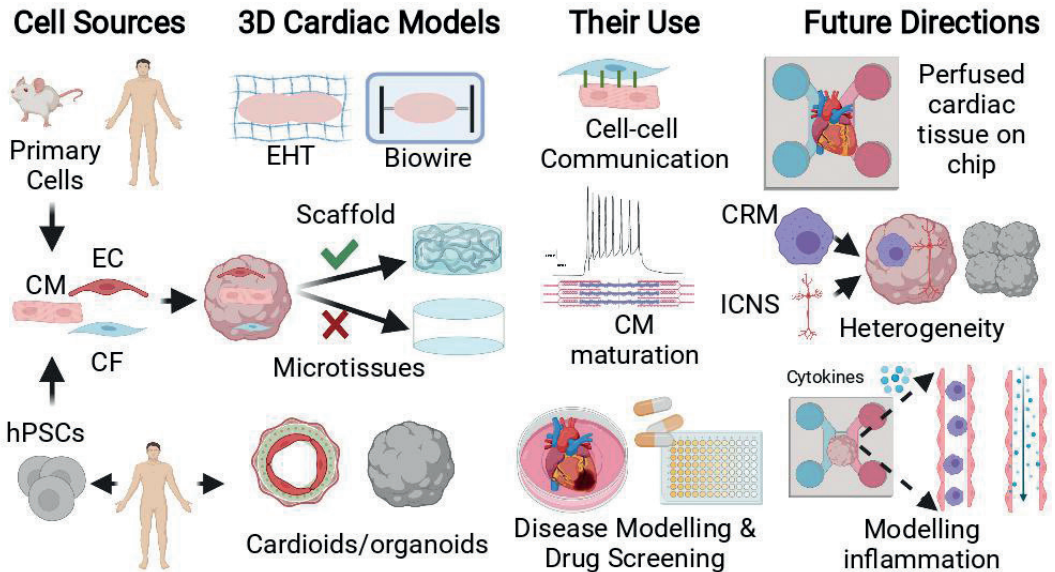 Cell Sources
3D Cardiac Models
Their Use
Future Directions
Primary
Cells
EHT
Biowire
Cell-cell
Communication
Perfused
cardiac
tissue on
chip
CM
EC
CF
Scaffold
Microtissues
CM
maturation
CRM
ICNS
Heterogeneity
hPSCs
Cardioids/organoids
Disease Modelling &
Drug Screening
Cytokines
Modelling
inflammation